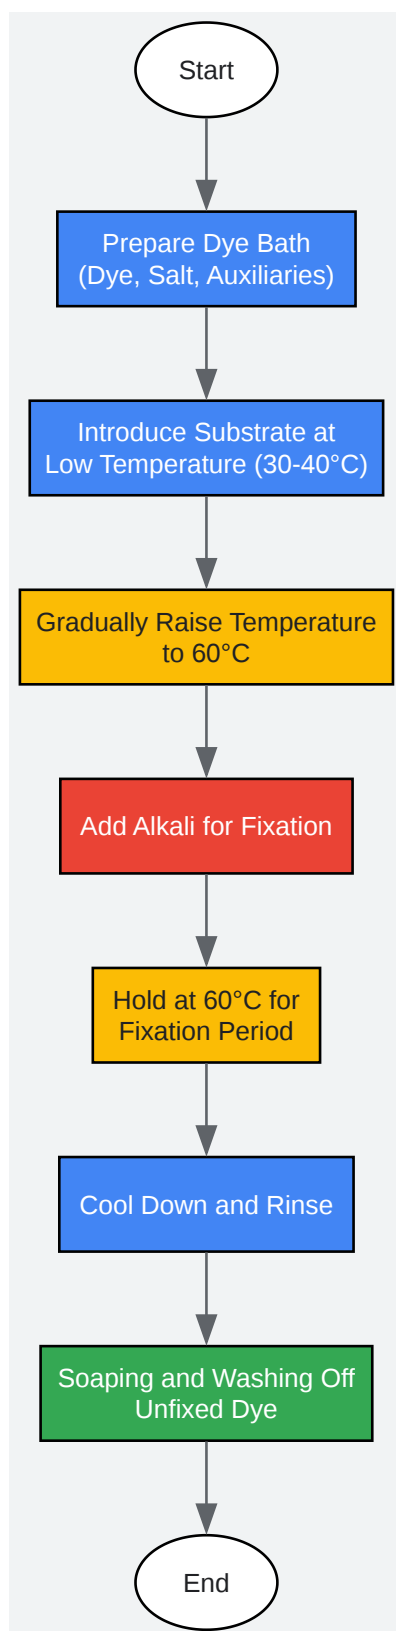 Start
Prepare Dye Bath
(Dye, Salt, Auxiliaries)
Introduce Substrate at
Low Temperature (30-40°C)
Gradually Raise Temperature
to 60°C
Add Alkali for Fixation
Hold at 60°C for
Fixation Period
Cool Down and Rinse
Soaping and Washing Off
Unfixed Dye
End